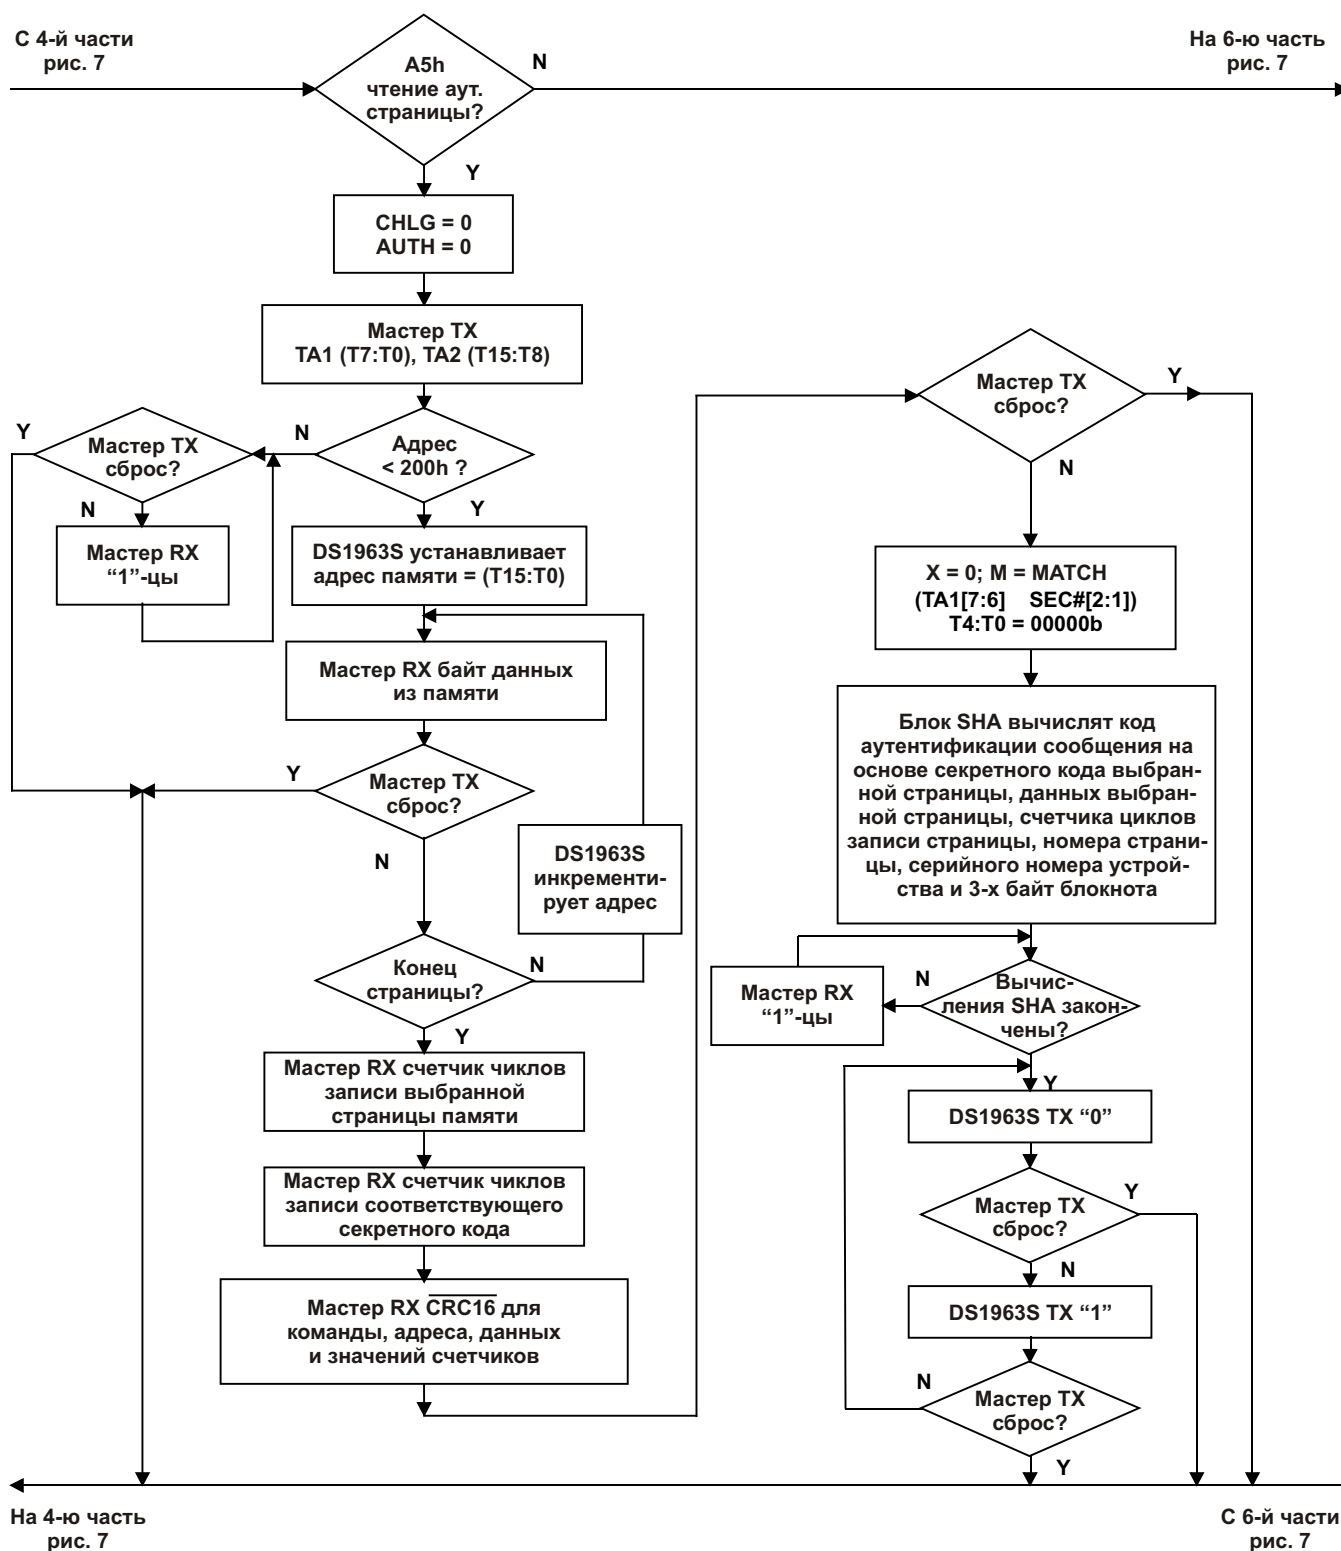 С 4-й части
рис. 7
На 6-ю часть
рис. 7
A5h
чтение аут.
страницы?
N
Y
CHLG = 0
AUTH = 0
Мастер TX
TA1 (T7:T0), TA2 (T15:T8)
Адрес
< 200h ?
N
Y
Мастер TX
сброс?
Y
N
Мастер RX
“1”-цы
DS1963S устанавливает
адрес памяти = (T15:T0)
Мастер RX байт данных
из памяти
Мастер TX
сброс?
Y
N
DS1963S
инкременти-
рует адрес
Конец
страницы?
N
Y
Мастер RX счетчик чиклов
записи выбранной
страницы памяти
Мастер RX счетчик чиклов
записи соответствующего
секретного кода
Мастер RX CRC16 для
команды, адреса, данных
и значений счетчиков
Мастер TX
сброс?
Y
N
X = 0; M = MATCH
(TA1[7:6] SEC#[2:1])
T4:T0 = 00000b
Блок SHA вычислят код
аутентификации сообщения на
основе секретного кода выбран-
ной страницы, данных выбран-
ной страницы, счетчика циклов
записи страницы, номера страни-
цы, серийного номера устрой-
ства и 3-х байт блокнота
Вычис-
ления SHA закон-
чены?
N
Мастер RX
“1”-цы
Y
DS1963S TX “0”
Мастер TX
сброс?
Y
N
DS1963S TX “1”
Мастер TX
сброс?
N
Y
На 4-ю часть
рис. 7
С 6-й части
рис. 7